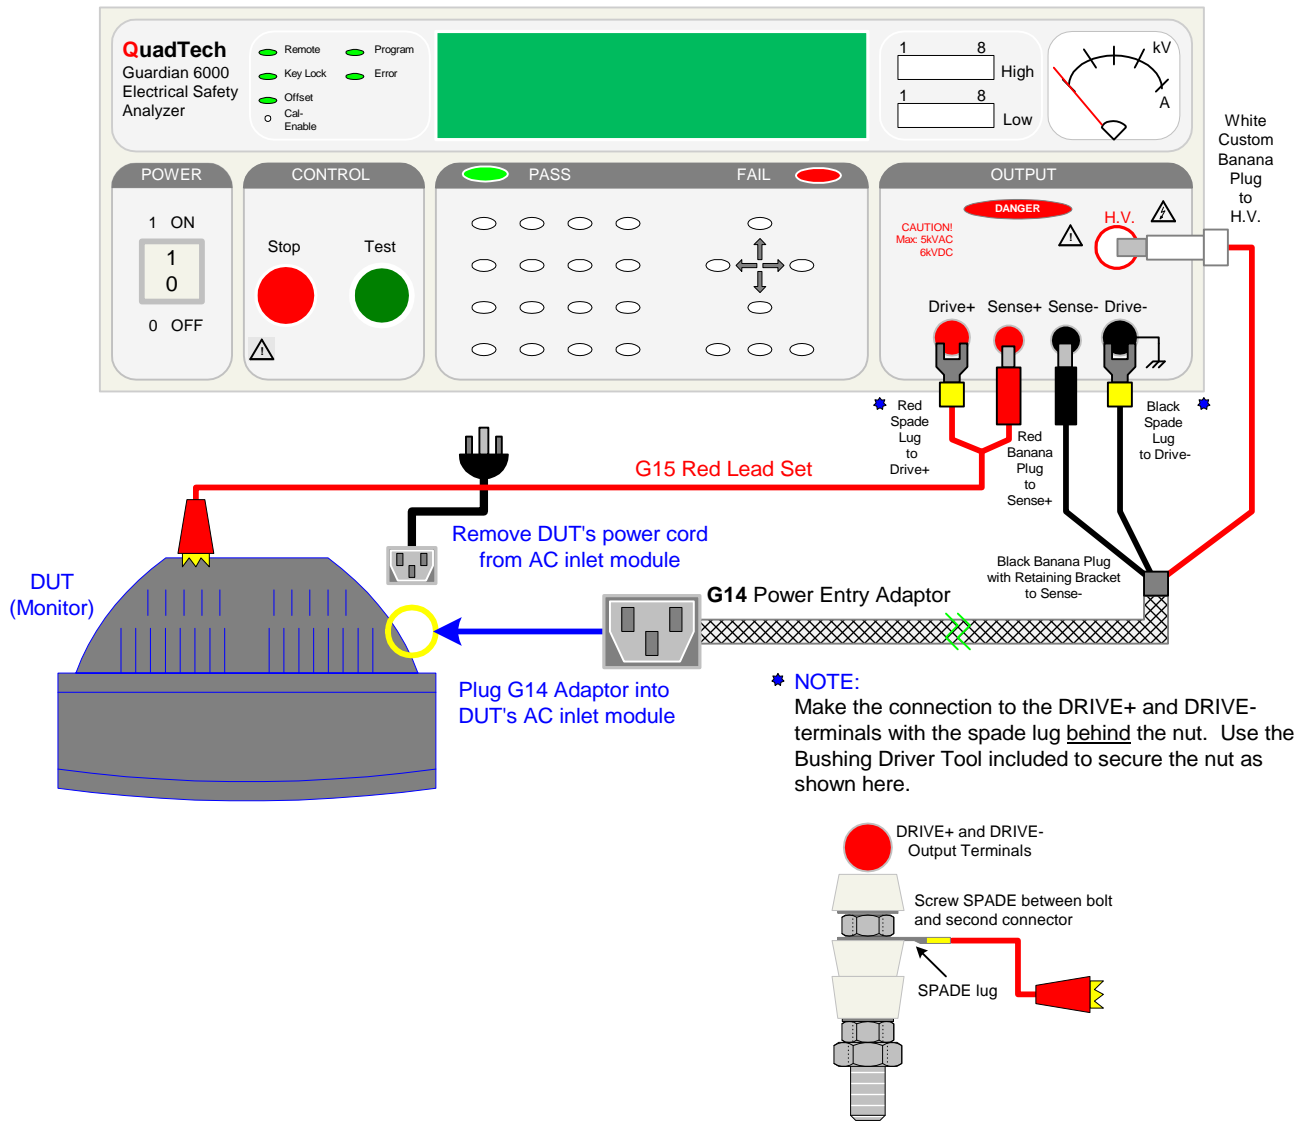 QuadTech
Guardian 6000
Electrical Safety
Analyzer
Remote
Program
Key Lock
Error
Offset
Cal-
Enable
1 8
High
1 8
Low
kV
A
White
Custom
Banana
Plug
to
H.V.
POWER
1 ON
1
0
0 OFF
CONTROL
Stop
Test
PASS
FAIL
OUTPUT
DANGER
CAUTION!
Max: 5kVAC
6kVDC
H.V.
Drive+ Sense+ Sense- Drive-
Red
Spade
Lug
to
Drive+
Red
Banana
Plug
to
Sense+
Black
Spade
Lug
to Drive-
G15 Red Lead Set
Remove DUT's power cord
from AC inlet module
DUT
(Monitor)
Black Banana Plug
with Retaining Bracket
to Sense-
G14 Power Entry Adaptor
Plug G14 Adaptor into
DUT's AC inlet module
NOTE:
Make the connection to the DRIVE+ and DRIVE-
terminals with the spade lug behind the nut. Use the
Bushing Driver Tool included to secure the nut as
shown here.
DRIVE+ and DRIVE-
Output Terminals
Screw SPADE between bolt
and second connector
SPADE lug